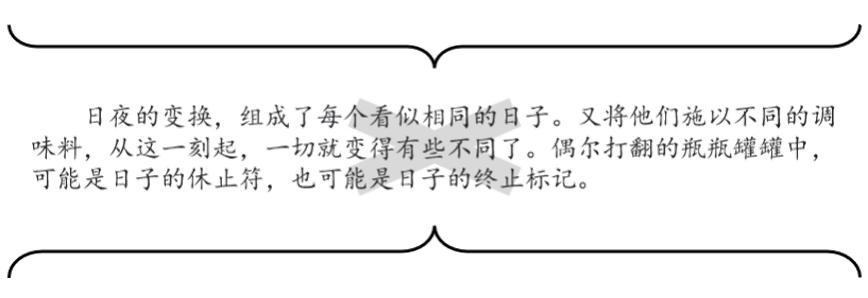 日夜的变换，组成了每个看似相同的日子。又将他们施以不同的调
味料，从这一刻起，一切就变得有些不同了。偶尔打翻的瓶瓶罐罐中，
可能是日子的休止符，也可能是日子的终止标记。